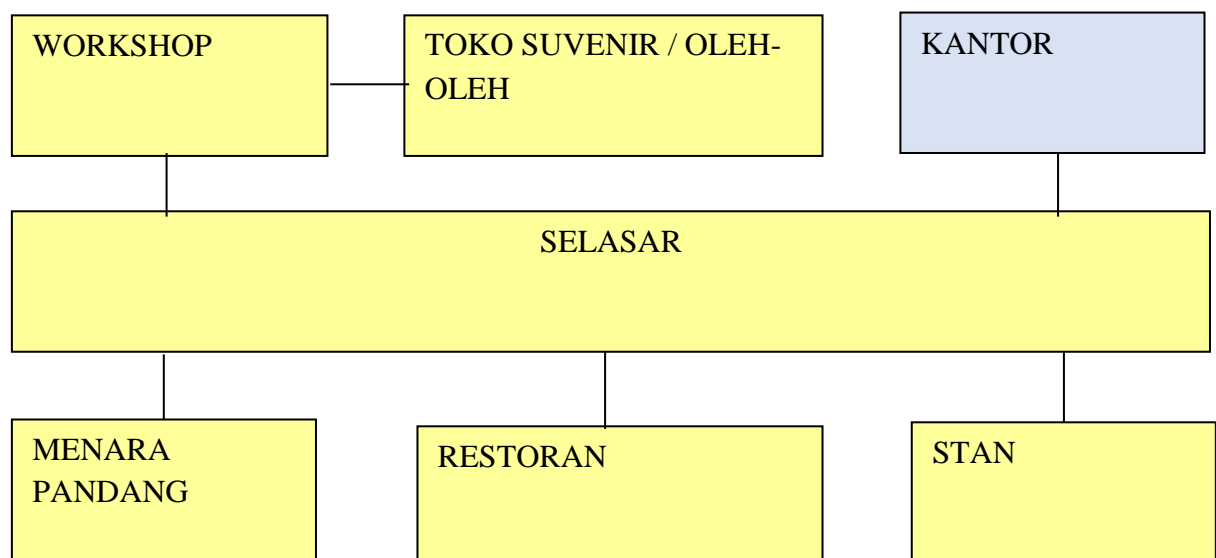 WORKSHOP
TOKO SUVENIR / OLEH-
OLEH
KANTOR
SELASAR
MENARA
PANDANG
RESTORAN
STAN